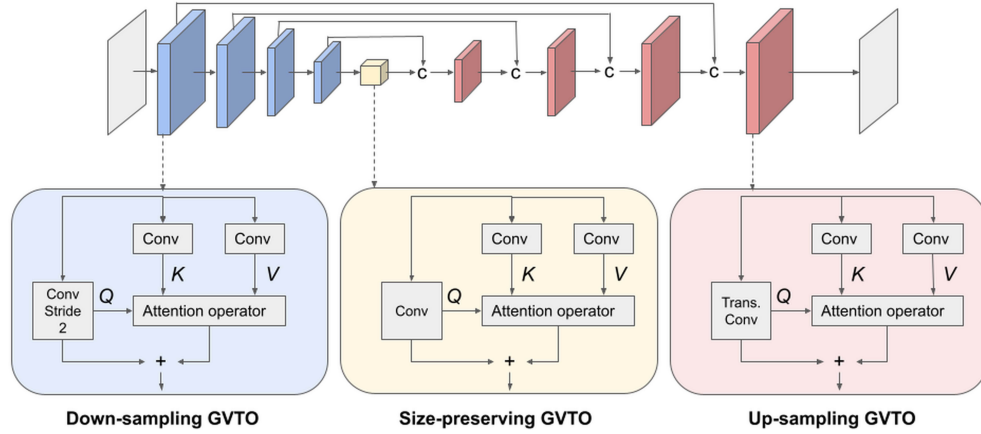 C C C C
Conv Conv
K V
Conv
Stride
2
Q
Attention operator
+
Down-sampling GVTO
Conv Conv
K V
Conv
Q
Attention operator
+
Size-preserving GVTO
Conv Conv
K V
Trans.
Conv
Q
Attention operator
+
Up-sampling GVTO